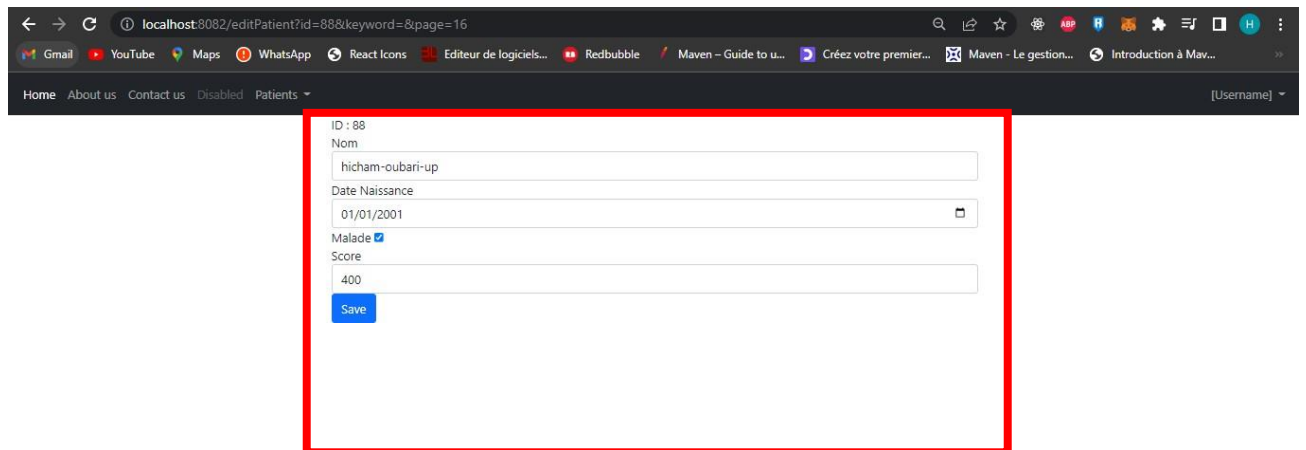 localhost:8082/editPatient?id=88&keyword=&page=16 ABP H
Gmail YouTube Maps WhatsApp React Icons Editeur de logiciels... Redbubble Maven – Guide to u... Créez votre premier... Maven - Le gestion... Introduction à Mav... »
Home About us Contact us Disabled Patients [Username]
ID : 88
Nom
hicham-oubari-up
Date Naissance
01/01/2001
Malade
Score
400
Save